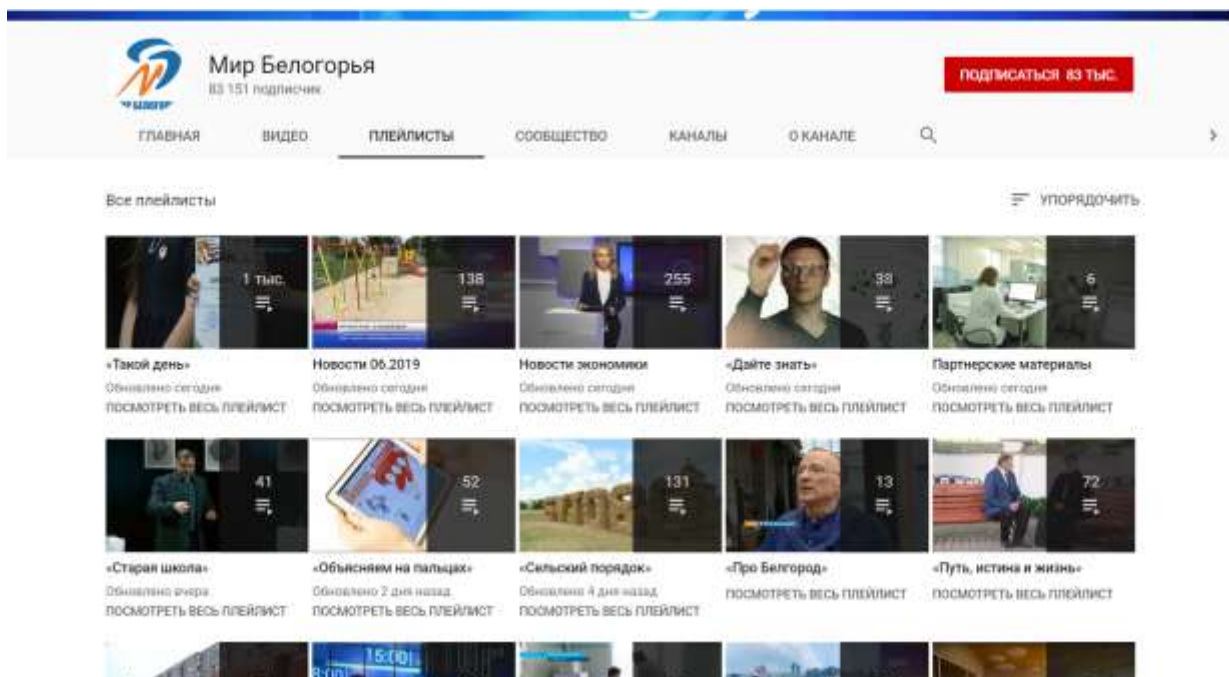 Мир Белогорья
83 151 подписчик
ПОДПИСАТЬСЯ 83 ТЫС.
ГЛАВНАЯ ВИДЕО ПЛЕЙЛИСТЫ СООБЩЕСТВО КАНАЛЫ О КАНАЛЕ
Все плейлисты УПОРЯДОЧИТЬ
1 тыс. 138 255 38 6
«Такой день» Новости 06.2019 Новости экономики «Дайте знать» Партнерские материалы
Обновлено сегодня Обновлено сегодня Обновлено сегодня Обновлено сегодня Обновлено сегодня
ПОСМОТРЕТЬ ВЕСЬ ПЛЕЙЛИСТ ПОСМОТРЕТЬ ВЕСЬ ПЛЕЙЛИСТ ПОСМОТРЕТЬ ВЕСЬ ПЛЕЙЛИСТ ПОСМОТРЕТЬ ВЕСЬ ПЛЕЙЛИСТ ПОСМОТРЕТЬ ВЕСЬ ПЛЕЙЛИСТ
41 52 131 13 72
«Старая школа» «Объясняем на пальцах» «Сельский порядок» «Про Белгород» «Путь, истина и жизнь»
Обновлено вчера Обновлено 2 дня назад Обновлено 4 дня назад
ПОСМОТРЕТЬ ВЕСЬ ПЛЕЙЛИСТ ПОСМОТРЕТЬ ВЕСЬ ПЛЕЙЛИСТ ПОСМОТРЕТЬ ВЕСЬ ПЛЕЙЛИСТ ПОСМОТРЕТЬ ВЕСЬ ПЛЕЙЛИСТ ПОСМОТРЕТЬ ВЕСЬ ПЛЕЙЛИСТ
15:00